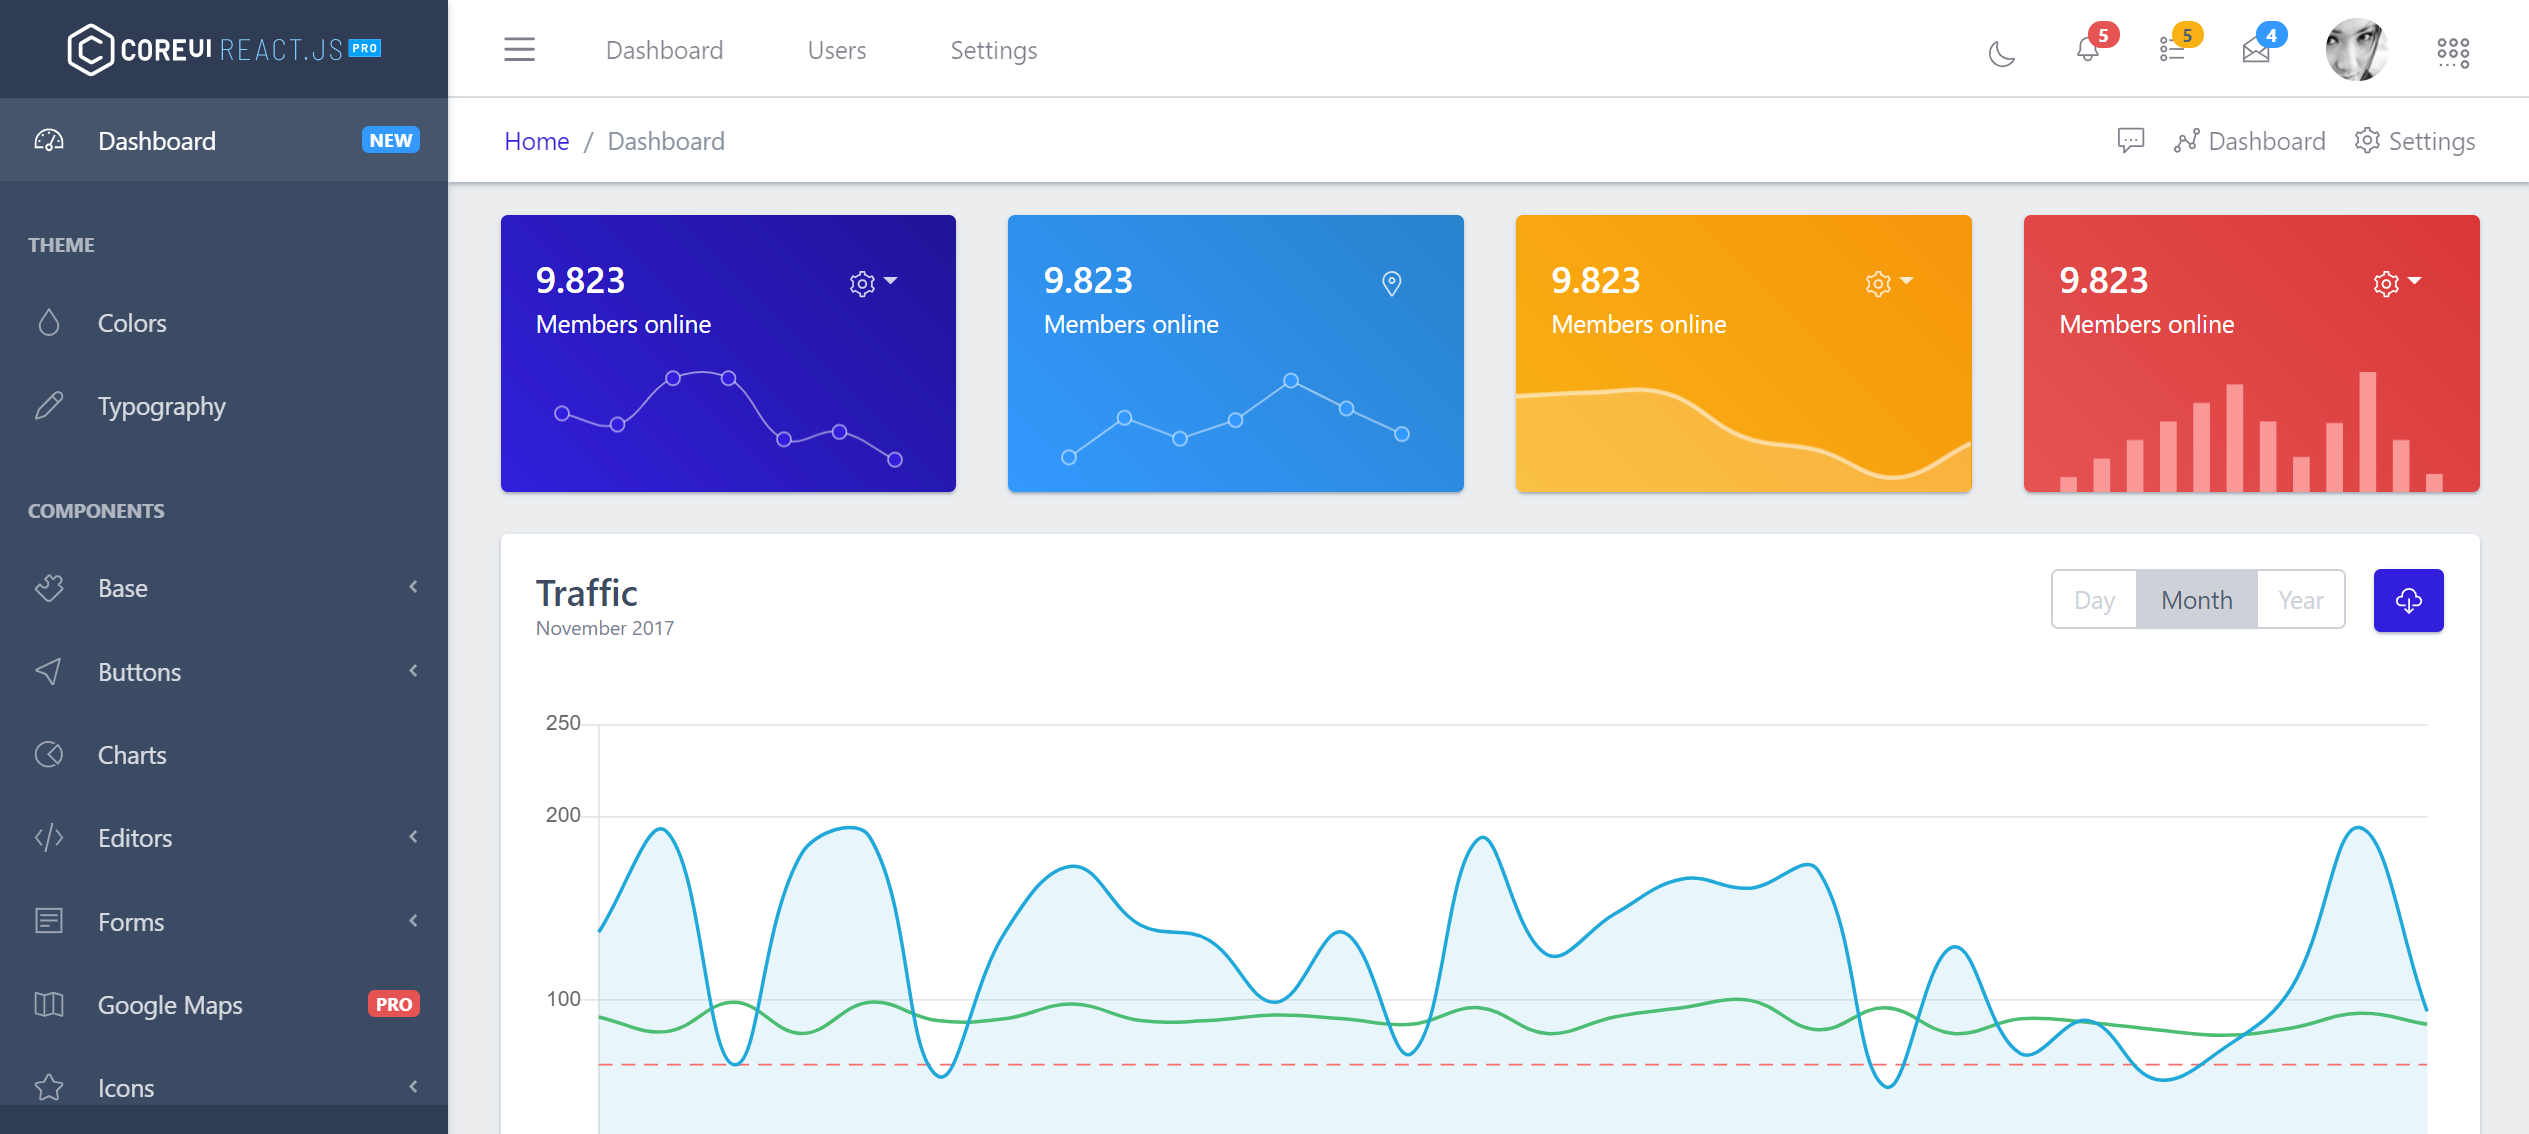 COREUI REACT.JS PRO
Dashboard Users Settings
5 5 4
Dashboard NEW
Home / Dashboard
Dashboard Settings
THEME
Colors
Typography
COMPONENTS
Base
Buttons
Charts
Editors
Forms
Google Maps PRO
Icons
9.823
Members online
9.823
Members online
9.823
Members online
9.823
Members online
Traffic
November 2017
Day Month Year
250
200
100